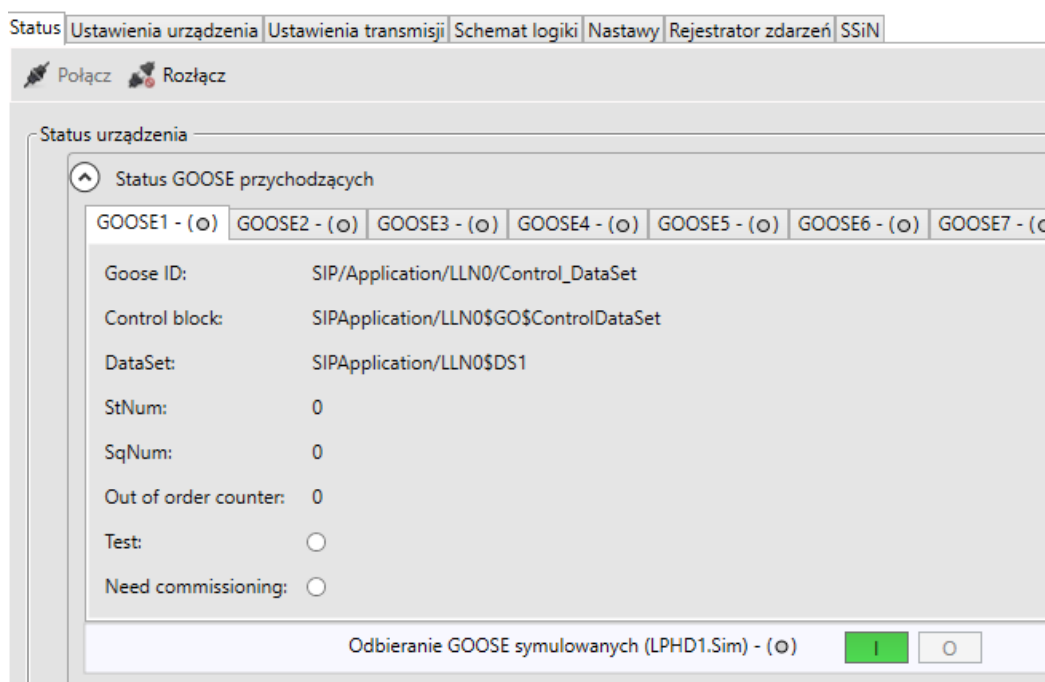 Status Ustawienia urządzenia Ustawienia transmisji Schemat logiki Nastawy Rejestrator zdarzeń SSiN
Połącz Rozłącz
Status urządzenia
Status GOOSE przychodzących
GOOSE1 - (o) GOOSE2 - (o) GOOSE3 - (o) GOOSE4 - (o) GOOSE5 - (o) GOOSE6 - (o) GOOSE7 - (
Goose ID: SIP/Application/LLN0/Control_DataSet
Control block: SIPApplication/LLN0$GO$ControlDataSet
DataSet: SIPApplication/LLN0$DS1
StNum: 0
SqNum: 0
Out of order counter: 0
Test:
Need commissioning:
Odbieranie GOOSE symulowanych (LPHD1.Sim) - (o) I O